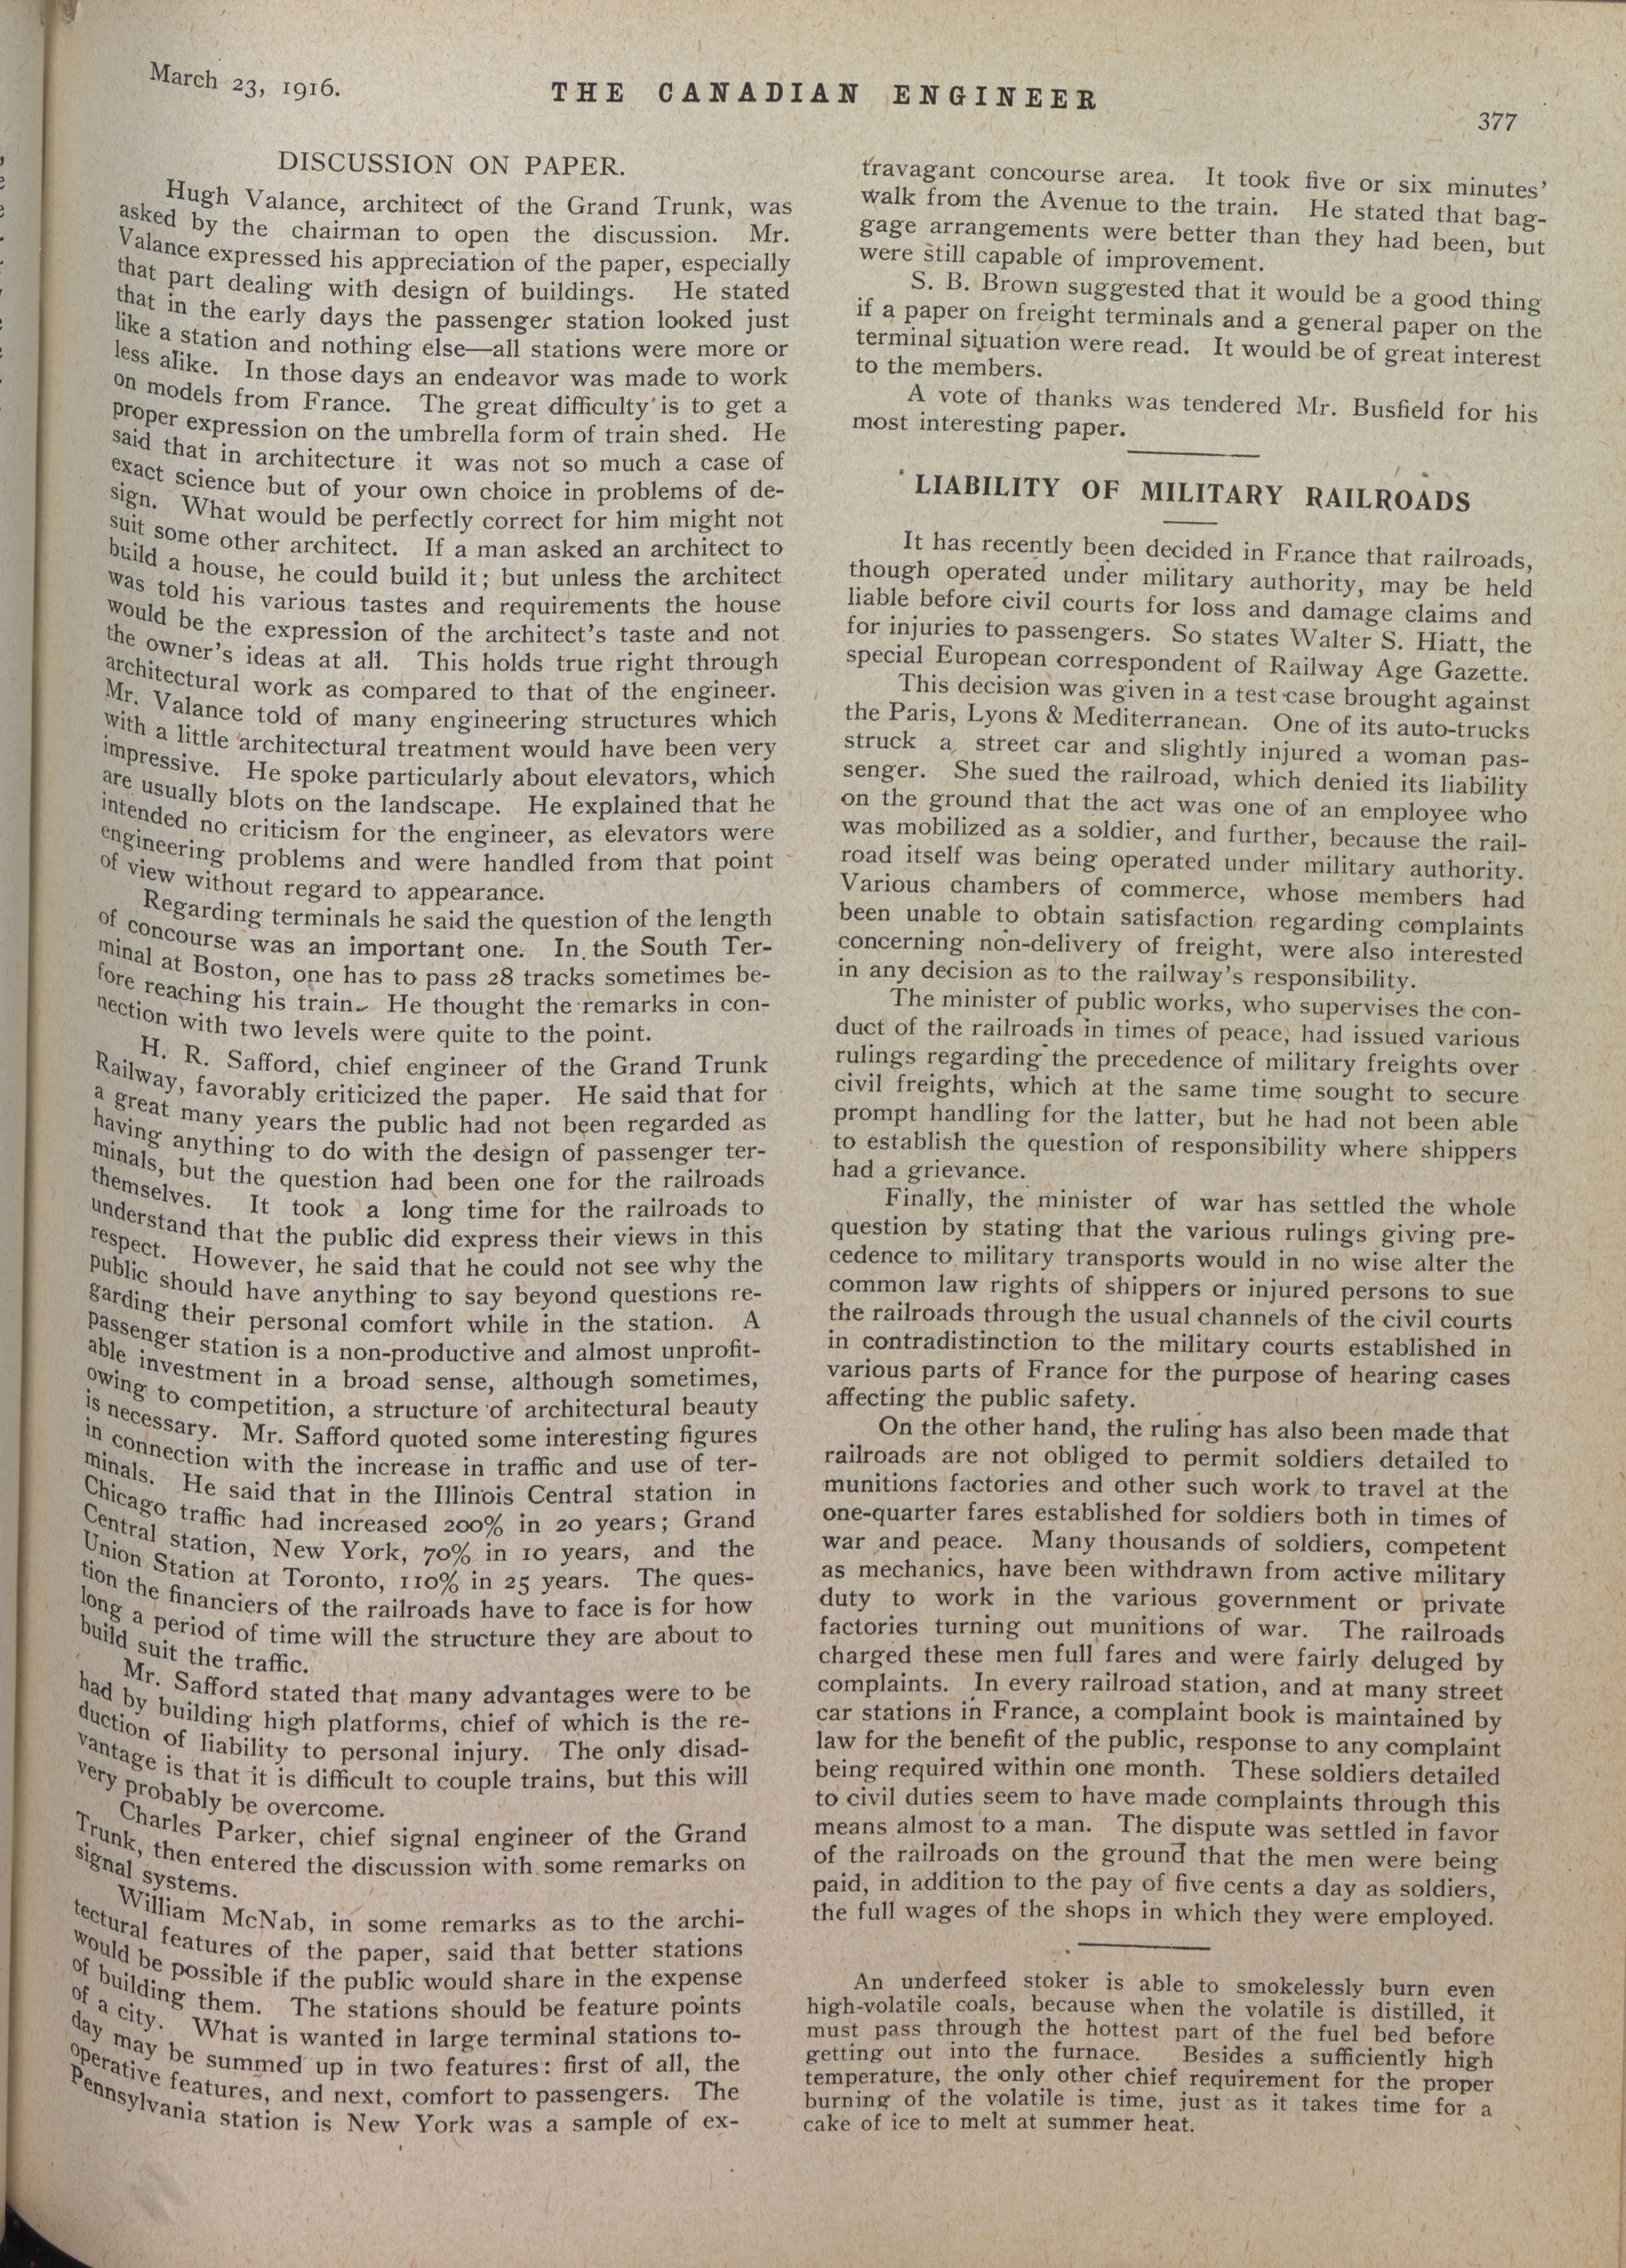 March 23, 1916.
THE CANADIAN ENGINEER
377
DISCUSSION ON PAPER.
Hugh Valance, architect of the Grand Trunk, was
asked by the chairman to open the discussion. Mr.
Valance expressed his appreciation of the paper, especially
that part dealing with design of buildings. He stated
that in the early days the passenger station looked just
like a station and nothing else—all stations were more or
less alike. In those days an endeavor was made to work
on models from France. The great difficulty is to get a
proper expression on the umbrella form of train shed. He
said that in architecture it was not so much a case of
exact science but of your own choice in problems of de-
sign. What would be perfectly correct for him might not
suit some other architect. If a man asked an architect to
build a house, he could build it; but unless the architect
was told his various tastes and requirements the house
would be the expression of the architect's taste and not
the owner's ideas at all. This holds true right through
architectural work as compared to that of the engineer.
Mr. Valance told of many engineering structures which
with a little architectural treatment would have been very
impressive. He spoke particularly about elevators, which
are usually blots on the landscape. He explained that he
intended no criticism for the engineer, as elevators were
engineering problems and were handled from that point
of view without regard to appearance.
Regarding terminals he said the question of the length
of concourse was an important one. In the South Ter-
minal at Boston, one has to pass 28 tracks sometimes be-
fore reaching his train. He thought the remarks in con-
nection with two levels were quite to the point.
H. R. Safford, chief engineer of the Grand Trunk
Railway, favorably criticized the paper. He said that for
a great many years the public had not been regarded as
having anything to do with the design of passenger ter-
minals, but the question had been one for the railroads
themselves. It took a long time for the railroads to
understand that the public did express their views in this
respect. However, he said that he could not see why the
public should have anything to say beyond questions re-
garding their personal comfort while in the station. A
passenger station is a non-productive and almost unprofit-
able investment in a broad sense, although sometimes,
owing to competition, a structure of architectural beauty
is necessary. Mr. Safford quoted some interesting figures
in connection with the increase in traffic and use of ter-
minals. He said that in the Illinois Central station in
Chicago traffic had increased 200% in 20 years; Grand
Central station, New York, 70% in 10 years, and the
Union Station at Toronto, 110% in 25 years. The ques-
tion the financiers of the railroads have to face is for how
long a period of time will the structure they are about to
build suit the traffic.
Mr. Safford stated that many advantages were to be
had by building high platforms, chief of which is the re-
duction of liability to personal injury. The only disad-
vantage is that it is difficult to couple trains, but this will
very probably be overcome.
Charles Parker, chief signal engineer of the Grand
Trunk, then entered the discussion with some remarks on
signal systems.
William McNab, in some remarks as to the archi-
tectural features of the paper, said that better stations
would be possible if the public would share in the expense
of building them. The stations should be feature points
of a city. What is wanted in large terminal stations to-
day may be summed up in two features: first of all, the
operative features, and next, comfort to passengers. The
Pennsylvania station is New York was a sample of ex-
travagant concourse area. It took five or six minutes'
walk from the Avenue to the train. He stated that bag-
gage arrangements were better than they had been, but
were still capable of improvement.
S. B. Brown suggested that it would be a good thing
if a paper on freight terminals and a general paper on the
terminal situation were read. It would be of great interest
to the members.
A vote of thanks was tendered Mr. Busfield for his
most interesting paper.
LIABILITY OF MILITARY RAILROADS
It has recently been decided in France that railroads,
though operated under military authority, may be held
liable before civil courts for loss and damage claims and
for injuries to passengers. So states Walter S. Hiatt, the
special European correspondent of Railway Age Gazette.
This decision was given in a test case brought against
the Paris, Lyons & Mediterranean. One of its auto-trucks
struck a street car and slightly injured a woman pas-
senger. She sued the railroad, which denied its liability
on the ground that the act was one of an employee who
was mobilized as a soldier, and further, because the rail-
road itself was being operated under military authority.
Various chambers of commerce, whose members had
been unable to obtain satisfaction regarding complaints
concerning non-delivery of freight, were also interested
in any decision as to the railway's responsibility.
The minister of public works, who supervises the con-
duct of the railroads in times of peace, had issued various
rulings regarding the precedence of military freights over
civil freights, which at the same time sought to secure
prompt handling for the latter, but he had not been able
to establish the question of responsibility where shippers
had a grievance.
Finally, the minister of war has settled the whole
question by stating that the various rulings giving pre-
cedence to military transports would in no wise alter the
common law rights of shippers or injured persons to sue
the railroads through the usual channels of the civil courts
in contradistinction to the military courts established in
various parts of France for the purpose of hearing cases
affecting the public safety.
On the other hand, the ruling has also been made that
railroads are not obliged to permit soldiers detailed to
munitions factories and other such work to travel at the
one-quarter fares established for soldiers both in times of
war and peace. Many thousands of soldiers, competent
as mechanics, have been withdrawn from active military
duty to work in the various government or private
factories turning out munitions of war. The railroads
charged these men full fares and were fairly deluged by
complaints. In every railroad station, and at many street
car stations in France, a complaint book is maintained by
law for the benefit of the public, response to any complaint
being required within one month. These soldiers detailed
to civil duties seem to have made complaints through this
means almost to a man. The dispute was settled in favor
of the railroads on the ground that the men were being
paid, in addition to the pay of five cents a day as soldiers,
the full wages of the shops in which they were employed.
An underfeed stoker is able to smokelessly burn even
high-volatile coals, because when the volatile is distilled, it
must pass through the hottest part of the fuel bed before
getting out into the furnace. Besides a sufficiently high
temperature, the only other chief requirement for the proper
burning of the volatile is time, just as it takes time for a
cake of ice to melt at summer heat.